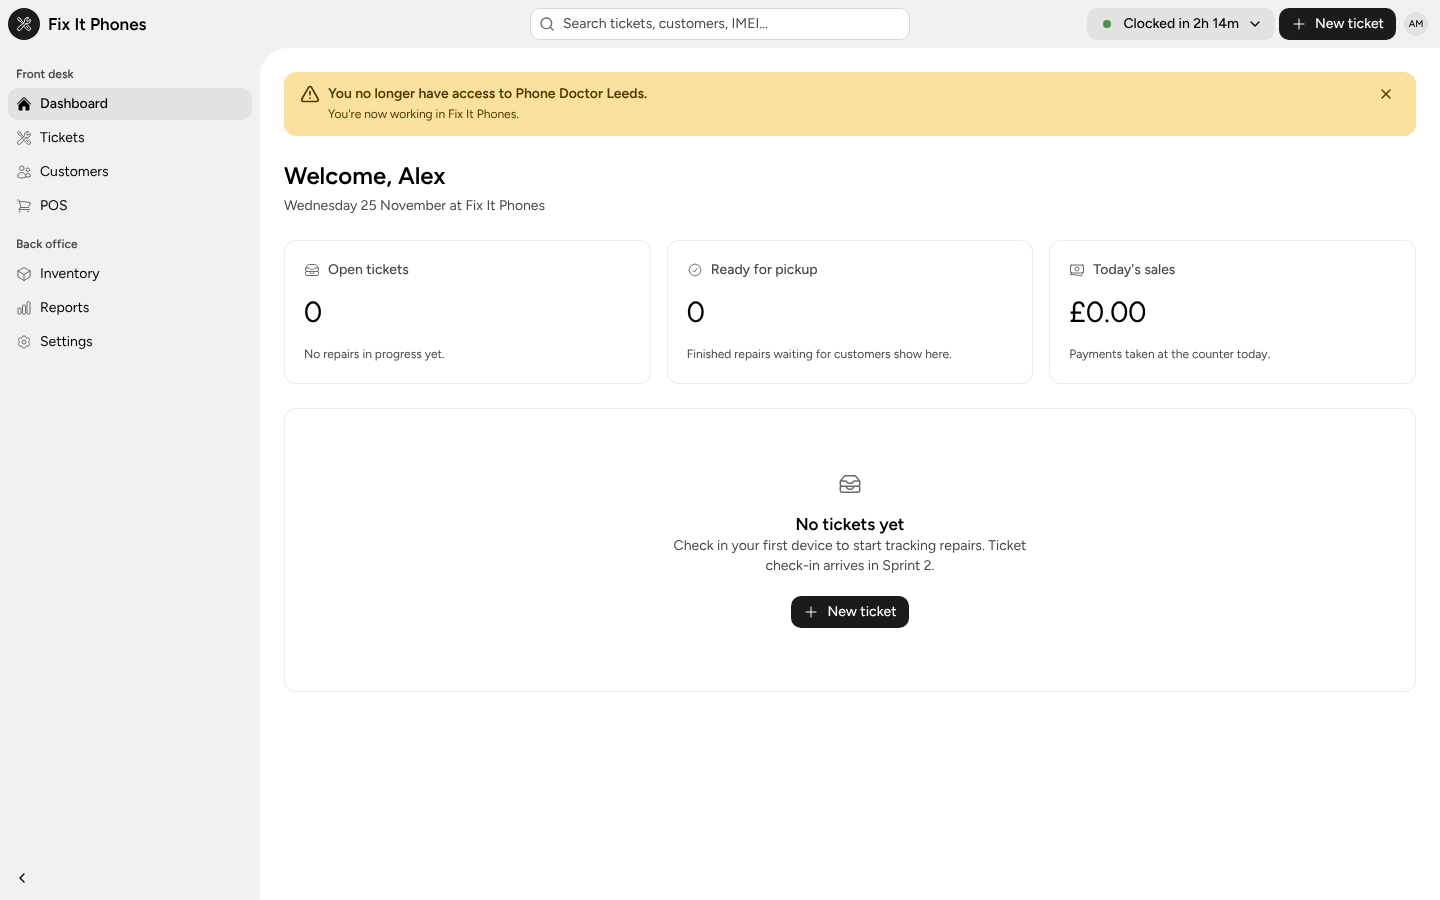 Fix It Phones
Search tickets, customers, IMEI...
Clocked in 2h 14m
New ticket
AM
Front desk
Dashboard
Tickets
Customers
POS
Back office
Inventory
Reports
Settings
You no longer have access to Phone Doctor Leeds.
You're now working in Fix It Phones.
Welcome, Alex
Wednesday 25 November at Fix It Phones
Open tickets
0
No repairs in progress yet.
Ready for pickup
0
Finished repairs waiting for customers show here.
Today's sales
£0.00
Payments taken at the counter today.
No tickets yet
Check in your first device to start tracking repairs. Ticket
check-in arrives in Sprint 2.
New ticket